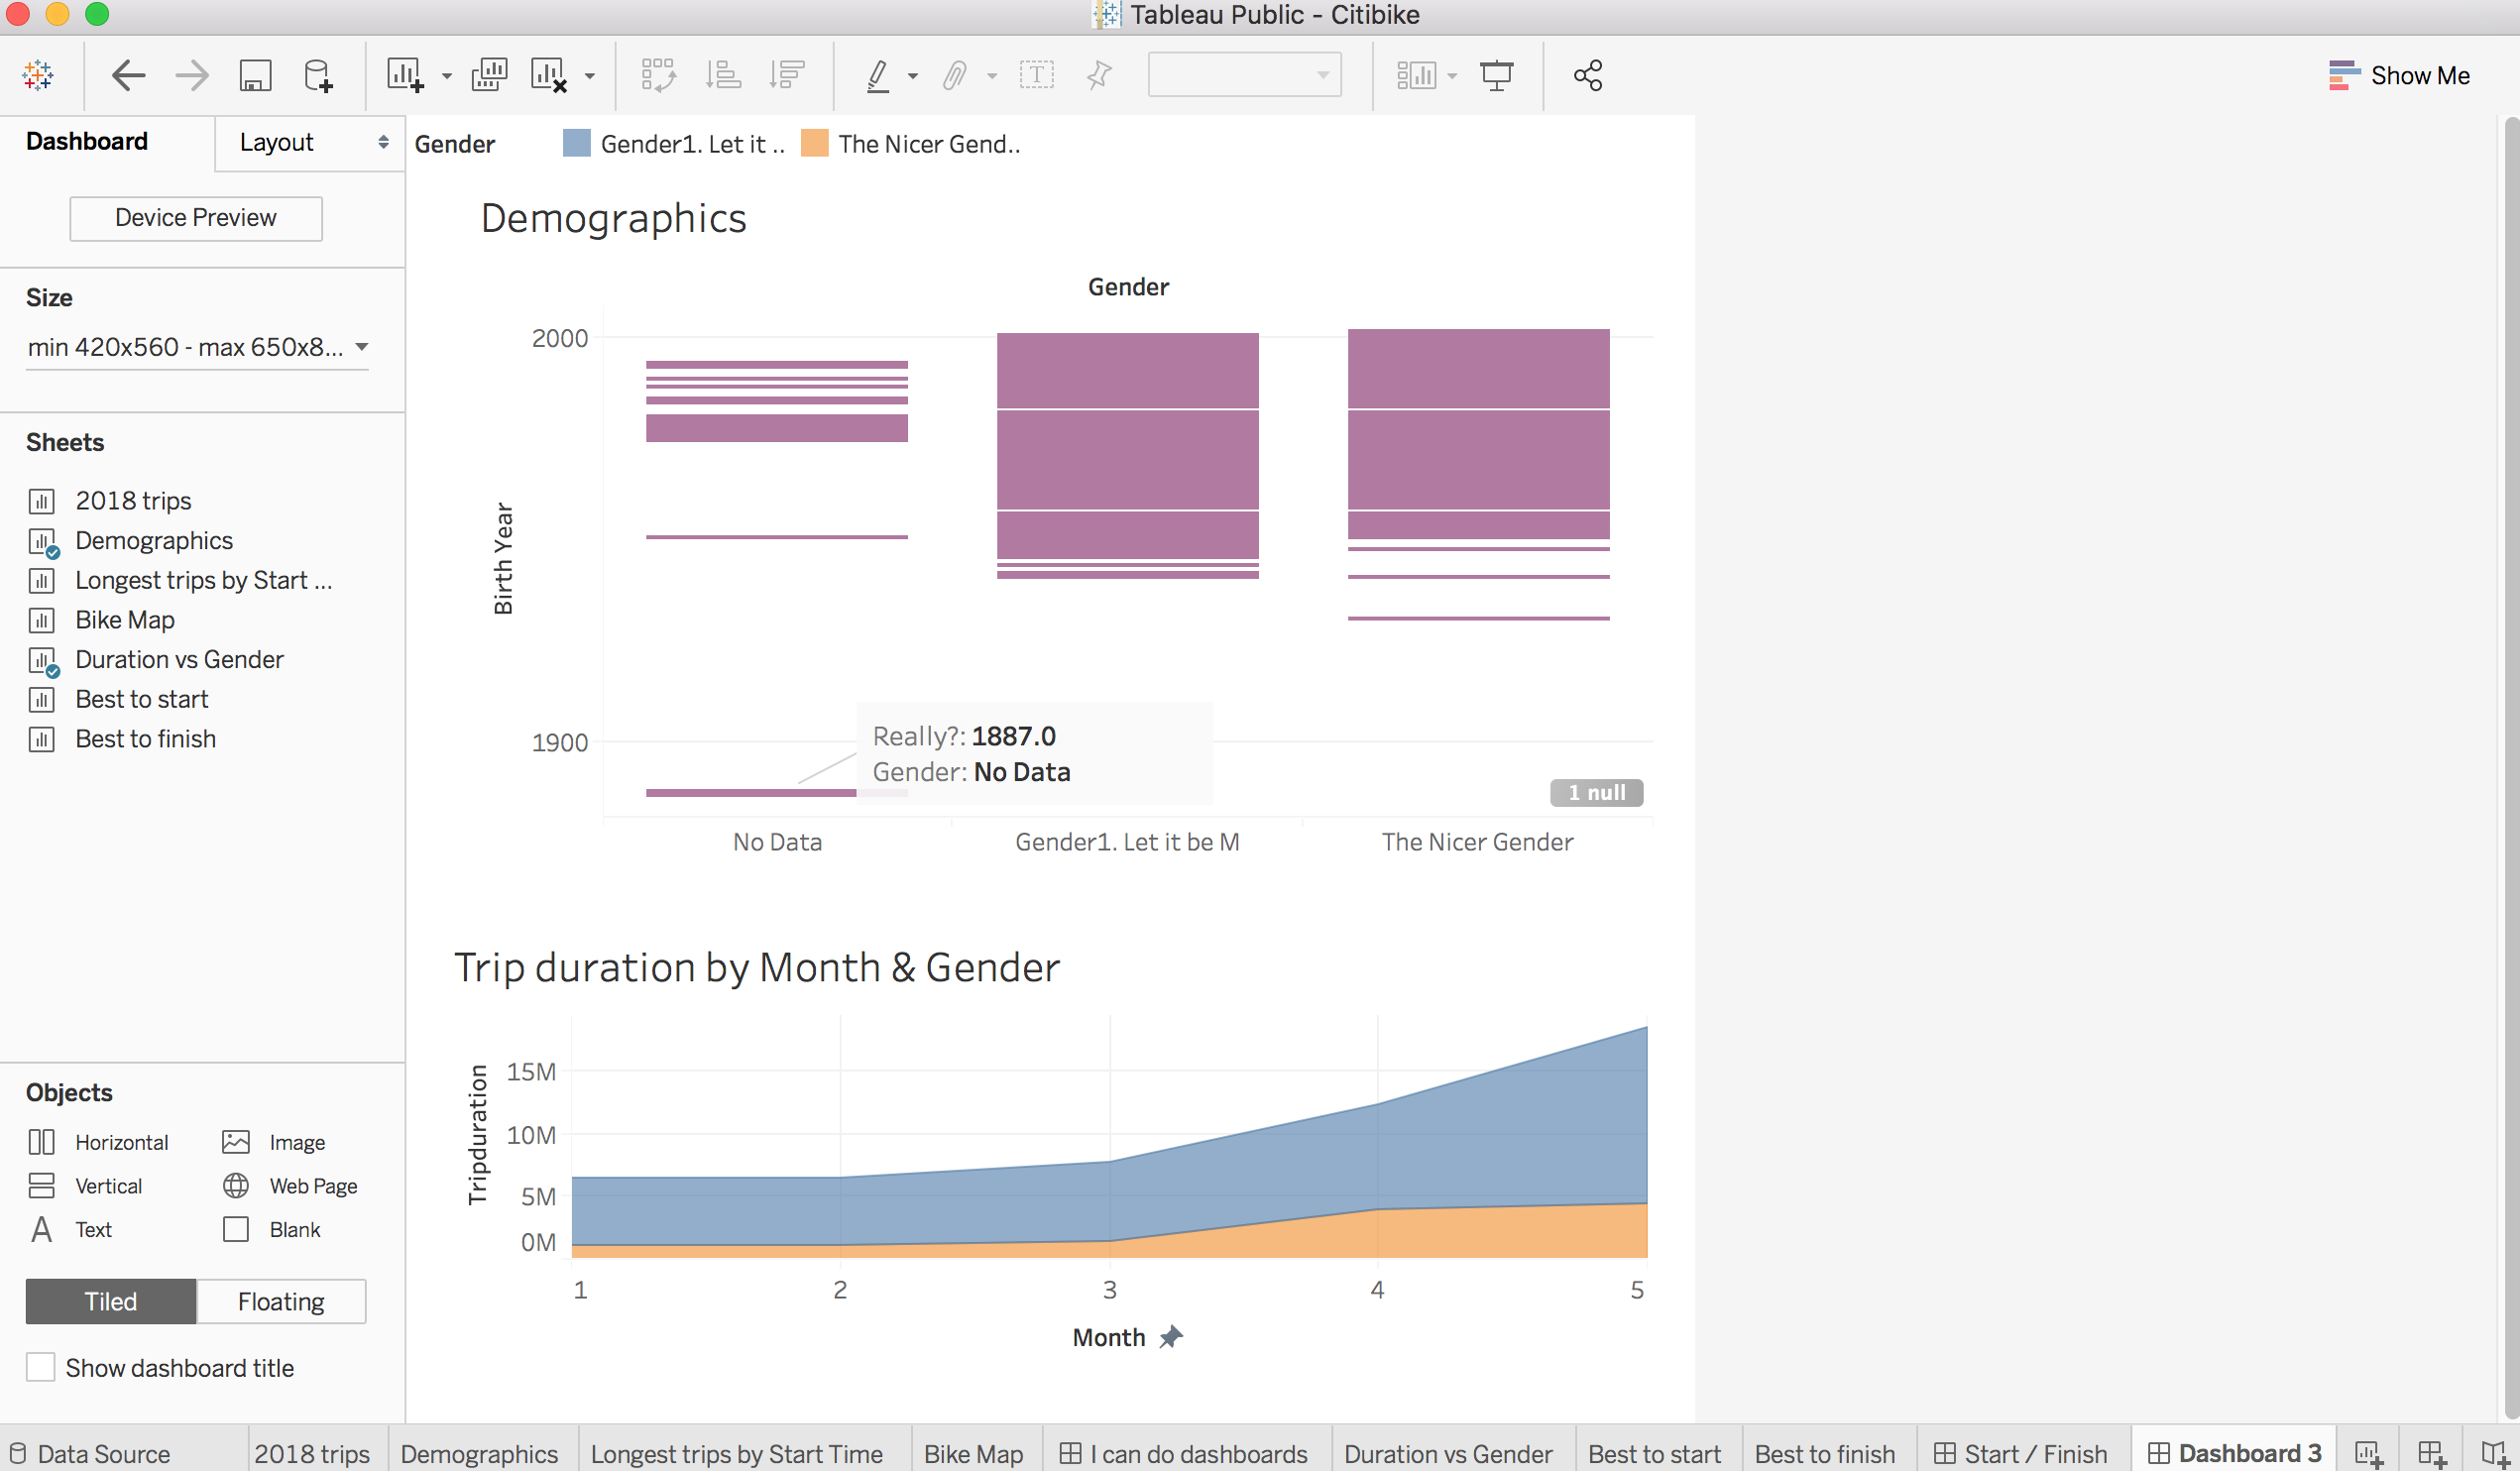 Tableau Public - Citibike
T
Show Me
Dashboard
Layout
Device Preview
Size
min 420x560 - max 650x8...
Sheets
2018 trips
Demographics
Longest trips by Start ...
Bike Map
Duration vs Gender
Best to start
Best to finish
Objects
Horizontal
Image
Vertical
Web Page
A Text
Blank
Tiled
Floating
Show dashboard title
Gender
Gender1. Let it ..
The Nicer Gend..
Demographics
Gender
2000
Birth Year
1900
Really?: 1887.0
Gender: No Data
1 null
No Data
Gender1. Let it be M
The Nicer Gender
Trip duration by Month & Gender
Tripduration
15M
10M
5M
0M
1 2 3 4 5
Month
Data Source
2018 trips
Demographics
Longest trips by Start Time
Bike Map
I can do dashboards
Duration vs Gender
Best to start
Best to finish
Start / Finish
Dashboard 3